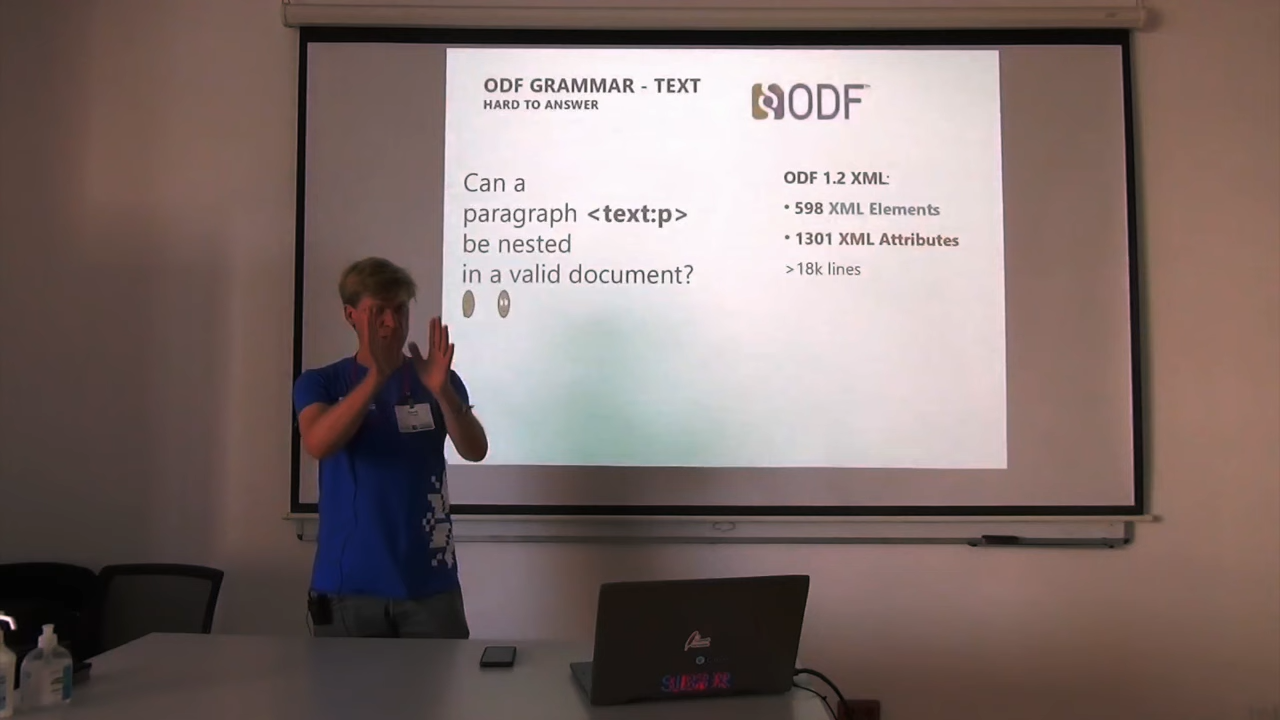 ODF GRAMMAR - TEXT
HARD TO ANSWER
ODF™
Can a
paragraph <text:p>
be nested
in a valid document?
ODF 1.2 XML:
• 598 XML Elements
• 1301 XML Attributes
>18k lines